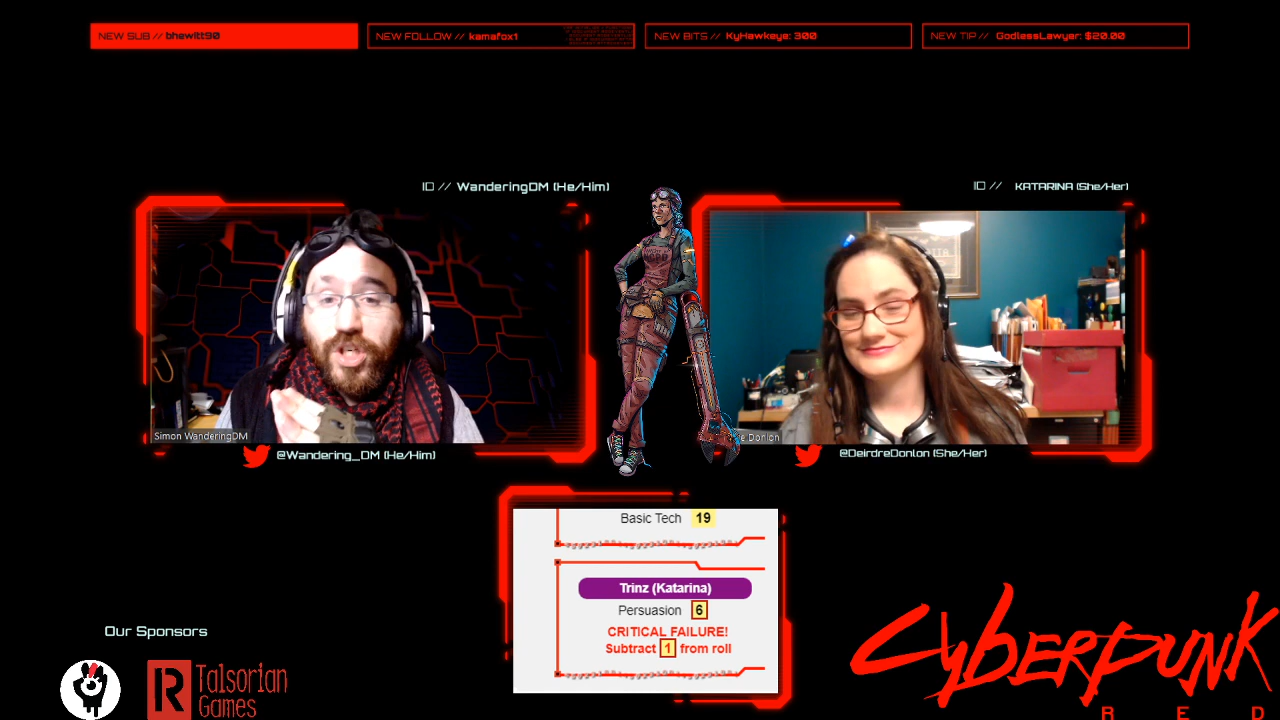 NEW SUB // bhewitt90
NEW FOLLOW // kamafox1
NEW BITS // KyHawkeye: 300
NEW TIP // GodlessLawyer: $20.00
ID // WanderingDM (He/Him)
ID // KATARINA (She/Her)
Simon WanderingDM
e Donlon
@Wandering_DM (He/Him)
@DeirdreDonlon (She/Her)
Basic Tech 19
Trinz (Katarina)
Persuasion 6
CRITICAL FAILURE!
Subtract 1 from roll
Our Sponsors
R Talsorian
Games
Cyberpunk
RED